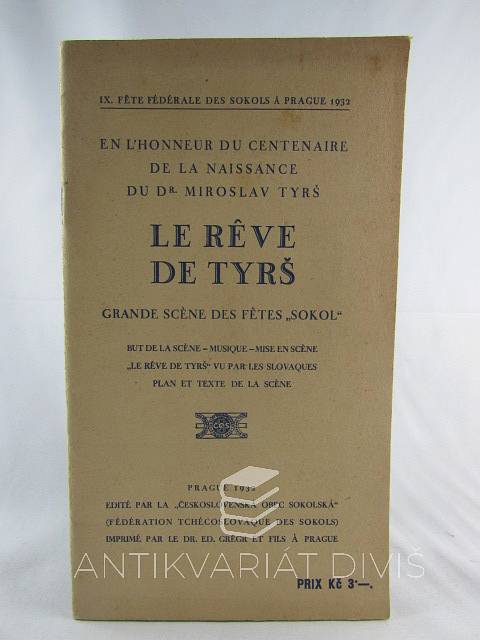 IX. FÊTE FÉDÉRALE DES SOKOLS À PRAGUE 1932
EN L'HONNEUR DU CENTENAIRE
DE LA NAISSANCE
DU DR. MIROSLAV TYRŠ
LE RÊVE
DE TYRŠ
GRANDE SCÈNE DES FÊTES „SOKOL“
BUT DE LA SCÈNE – MUSIQUE – MISE EN SCÈNE
„LE RÊVE DE TYRŠ“ VU PAR LES SLOVAQUES
PLAN ET TEXTE DE LA SCÈNE
PRAGUE 1932
EDITÉ PAR LA „ČESKOSLOVENSKÁ OBEC SOKOLSKÁ“
(FÉDÉRATION TCHÉCOSLOVAQUE DES SOKOLS)
IMPRIMÉ PAR LE DR. ED. GRÉGR ET FILS À PRAGUE
ANTIKVARIÁT DIVIŠ
PRIX Kč 3·—.